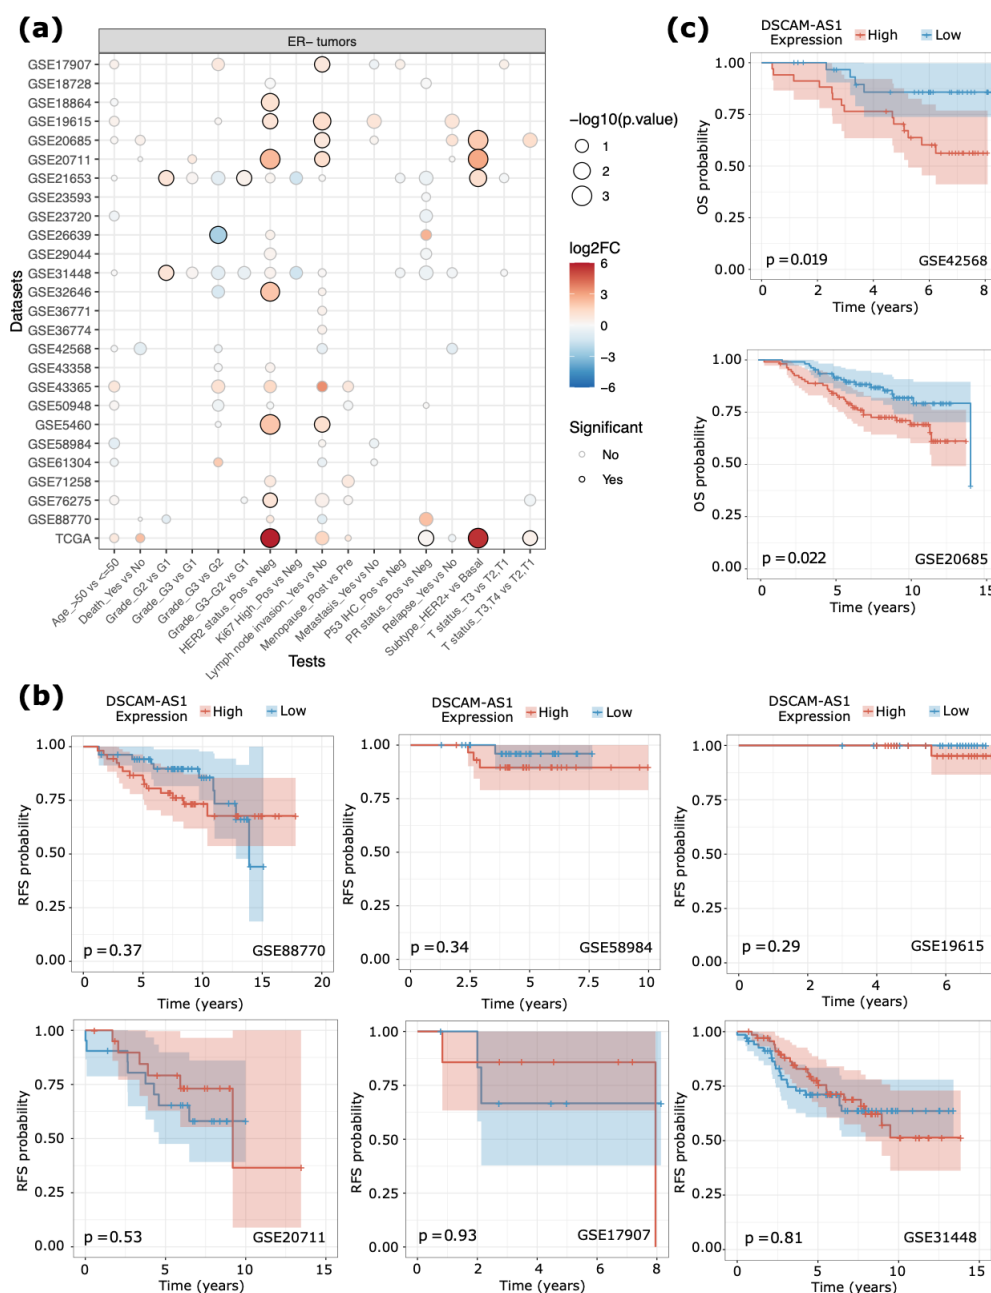 (a)
ER− tumors
GSE17907
GSE18728
GSE18864
GSE19615
GSE20685
GSE20711
GSE21653
GSE23593
GSE23720
GSE26639
GSE29044
GSE31448
GSE32646
GSE36771
GSE36774
GSE42568
GSE43358
GSE43365
GSE50948
GSE5460
GSE58984
GSE61304
GSE71258
GSE76275
GSE88770
TCGA
Datasets
Age_>50 vs <=50
Death_Yes vs No
Grade_G2 vs G1
Grade_G3 vs G1
Grade_G3 vs G2
Grade_G3-G2 vs G1
HER2 status_Pos vs Neg
Ki67 High_Pos vs Neg
Lymph node invasion_Yes vs No
Menopause_Post vs Pre
Metastasis_Yes vs No
P53 IHC_Pos vs Neg
PR status_Pos vs Neg
Relapse_Yes vs No
Subtype_HER2+ vs Basal
T status_T3 vs T2,T1
T status_T3,T4 vs T2,T1
Tests
−log10(p.value)
1
2
3
log2FC
6
3
0
−3
−6
Significant
No
Yes
(c)
DSCAM-AS1
Expression
High
Low
1.00
0.75
0.50
0.25
0.00
OS probability
p = 0.019
GSE42568
0 2 4 6 8
Time (years)
1.00
0.75
0.50
0.25
0.00
OS probability
p = 0.022
GSE20685
0 5 10 15
Time (years)
(b)
DSCAM-AS1
Expression
High
Low
1.00
0.75
0.50
0.25
0.00
RFS probability
p = 0.37
GSE88770
0 5 10 15 20
Time (years)
DSCAM-AS1
Expression
High
Low
1.00
0.75
0.50
0.25
0.00
RFS probability
p = 0.34
GSE58984
0 2.5 5 7.5 10
Time (years)
DSCAM-AS1
Expression
High
Low
1.00
0.75
0.50
0.25
0.00
RFS probability
p = 0.29
GSE19615
0 2 4 6
Time (years)
1.00
0.75
0.50
0.25
0.00
RFS probability
p = 0.53
GSE20711
0 5 10 15
Time (years)
1.00
0.75
0.50
0.25
0.00
RFS probability
p = 0.93
GSE17907
0 2 4 6 8
Time (years)
1.00
0.75
0.50
0.25
0.00
RFS probability
p = 0.81
GSE31448
0 5 10 15
Time (years)